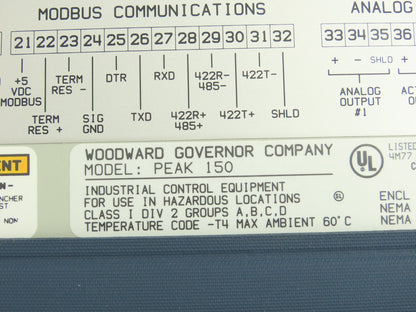 MODBUS COMMUNICATIONS
ANALOG
21 22 23 24 25 26 27 28 29 30 31 32
33 34 35 36
+5 VDC MODBUS
TERM RES +
TERM RES -
SIG GND
DTR
TXD
RXD
422R+ 485+
422R- 485-
422T+
422T-
SHLD
+ - SHLD +
ANALOG OUTPUT #1
WOODWARD GOVERNOR COMPANY
MODEL: PEAK 150
INDUSTRIAL CONTROL EQUIPMENT
FOR USE IN HAZARDOUS LOCATIONS
CLASS I DIV 2 GROUPS A,B,C,D
TEMPERATURE CODE -T4 MAX AMBIENT 60°C
UL
LISTED
4M77
ENCL
NEMA
NEMA
NON